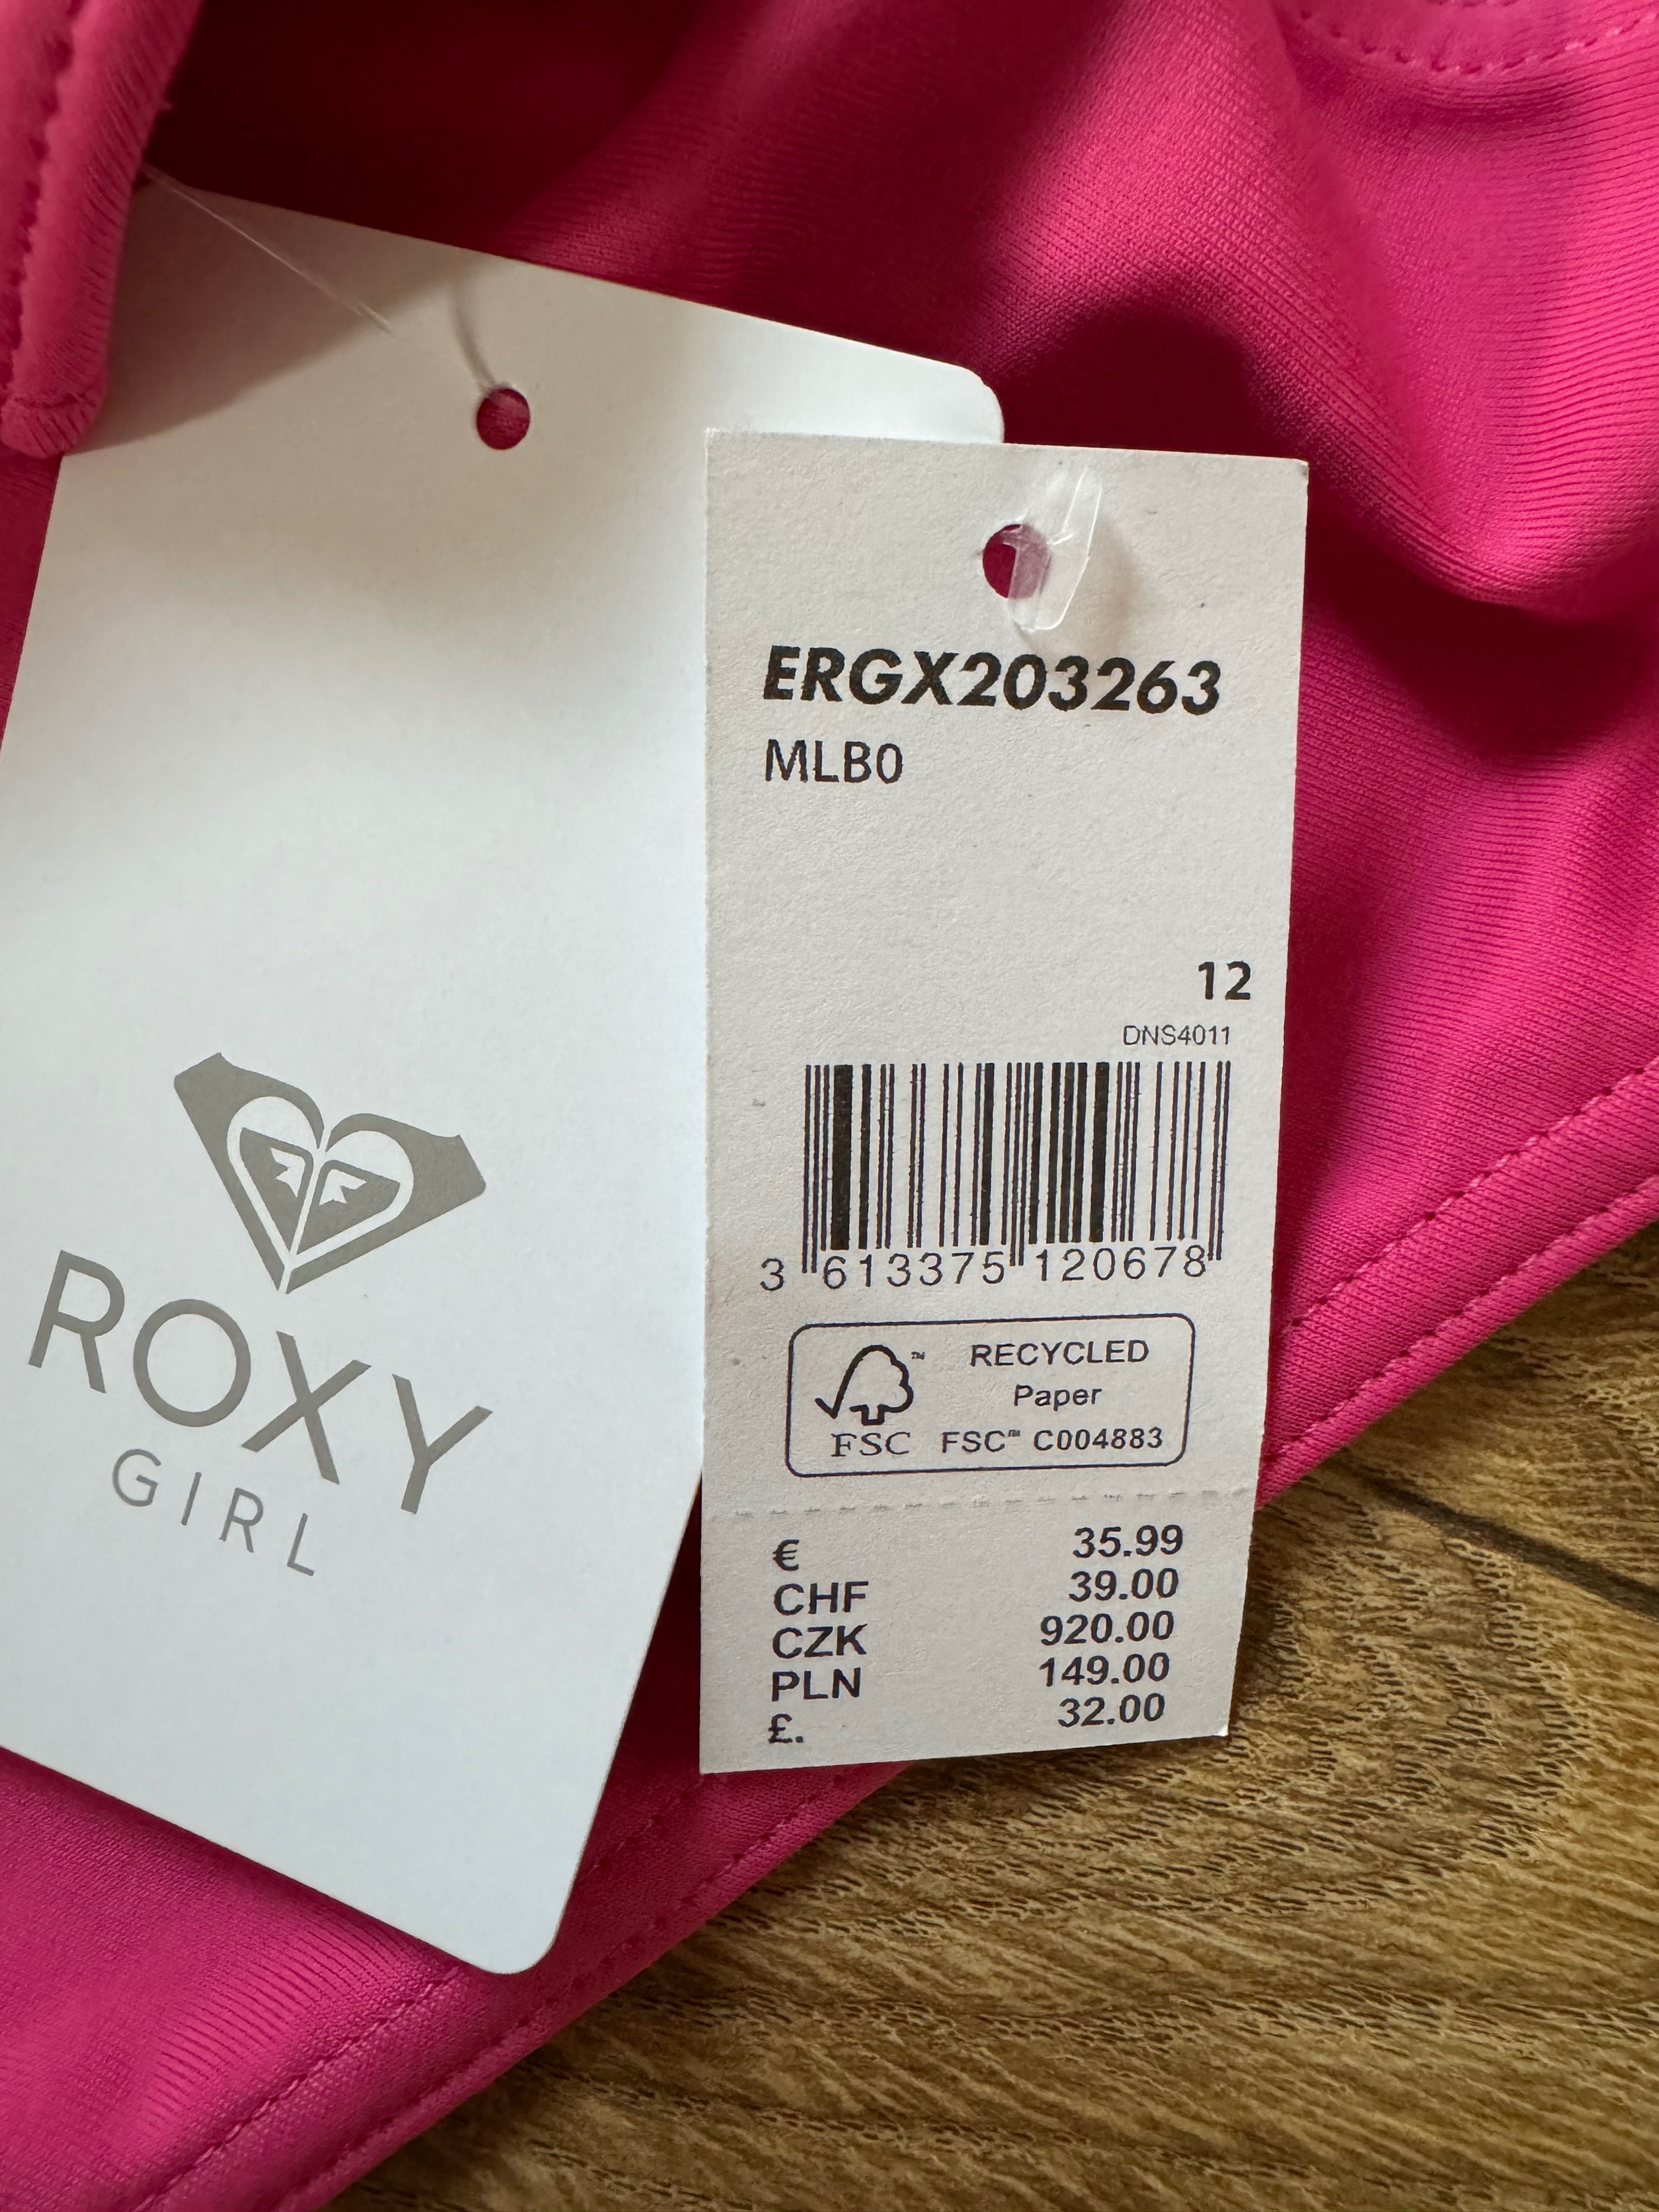 ROXY
GIRL
ERGX203263
MLB0
12
DNS4011
3 613375 120678
RECYCLED
Paper
FSC™ C004883
FSC
€ 35.99
CHF 39.00
CZK 920.00
PLN 149.00
£. 32.00